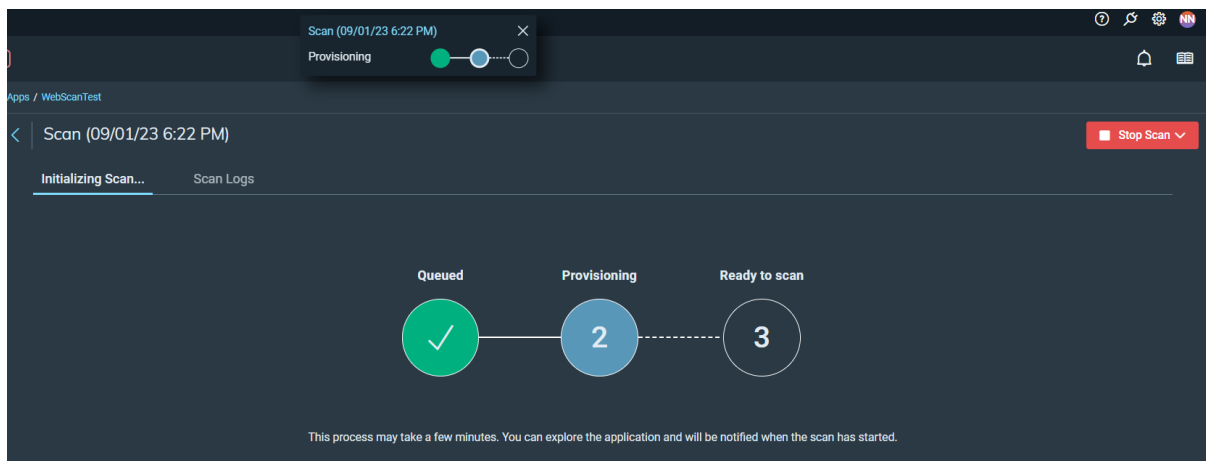 NN
Scan (09/01/23 6:22 PM)
Provisioning
Apps / WebScanTest
Scan (09/01/23 6:22 PM)
Stop Scan
Initializing Scan... Scan Logs
Queued Provisioning Ready to scan
2 3
This process may take a few minutes. You can explore the application and will be notified when the scan has started.